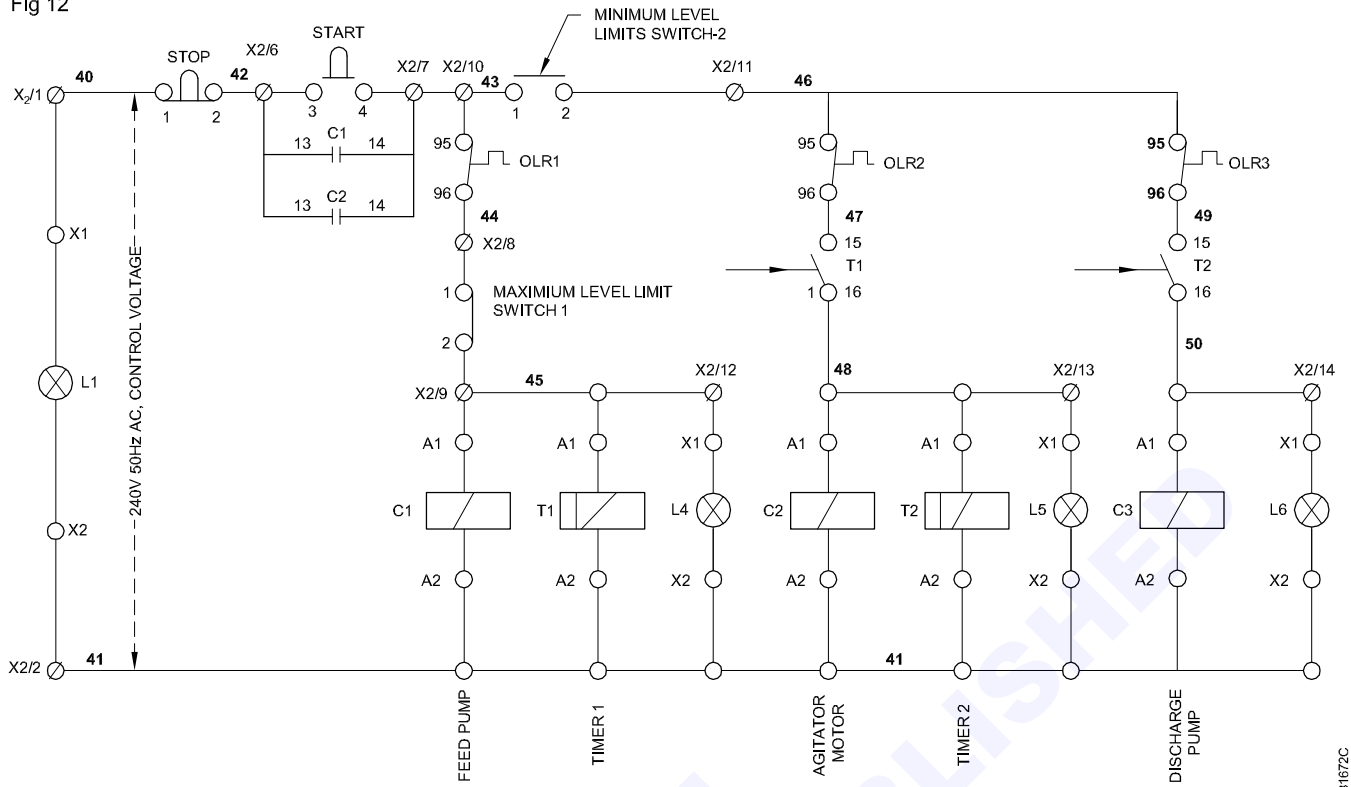 Fig 12
MINIMUM LEVEL
LIMITS SWITCH-2
START
STOP
X2/6
X2/7
X2/10
X2/11
40
42
43
46
X2/1
1
2
3
4
1
2
13
C1
14
13
C2
14
95
OLR1
96
95
OLR2
96
95
OLR3
96
44
47
49
X2/8
15
T1
1
16
15
T2
16
X1
1
MAXIMIUM LEVEL LIMIT
SWITCH 1
2
240V 50Hz AC, CONTROL VOLTAGE
50
L1
X2/9
45
X2/12
48
X2/13
X2/14
A1
A1
X1
A1
A1
X1
A1
X1
C1
T1
L4
C2
T2
L5
C3
L6
X2
A2
A2
X2
A2
A2
X2
A2
X2
X2/2
41
41
FEED PUMP
TIMER 1
AGITATOR
MOTOR
TIMER 2
DISCHARGE
PUMP